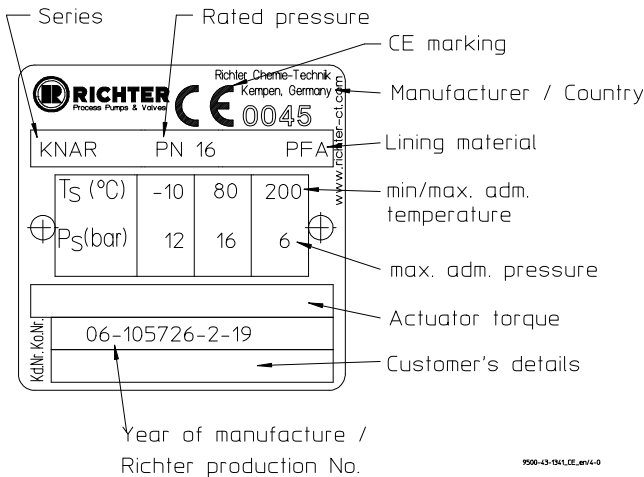 Series
Rated pressure
CE marking
Richter Chemie-Technik
Kempen, Germany
RICHTER
Process Pumps & Valves
CE
0045
Manufacturer / Country
www.richter-ct.com
KNAR PN 16 PFA
Lining material
TS (°C) -10 80 200
min/max. adm.
temperature
PS(bar) 12 16 6
max. adm. pressure
Actuator torque
Kd.Nr. Ko.Nr.
06-105726-2-19
Customer's details
Year of manufacture /
Richter production No.
9500-43-1341_CE_en/4-0